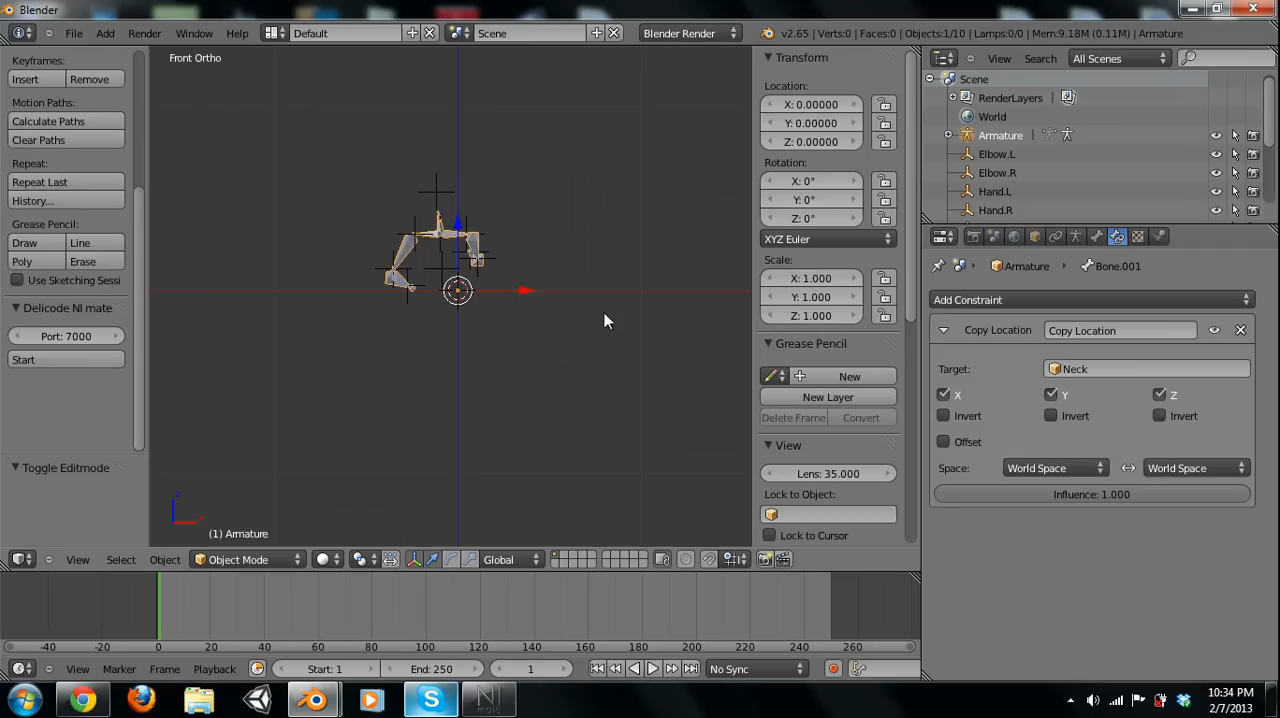 Blender
File Add Render Window Help Default Scene Blender Render v2.65 | Verts:0 | Faces:0 | Objects:1/10 | Lamps:0/0 | Mem:9.18M (0.11M) | Armature
Keyframes:
Insert Remove
Motion Paths:
Calculate Paths
Clear Paths
Repeat:
Repeat Last
History...
Grease Pencil:
Draw Line
Poly Erase
Use Sketching Sessi
Delicode NI mate
Port: 7000
Start
Toggle Editmode
Front Ortho
z
x
(1) Armature
Transform
Location:
X: 0.00000
Y: 0.00000
Z: 0.00000
Rotation:
X: 0°
Y: 0°
Z: 0°
XYZ Euler
Scale:
X: 1.000
Y: 1.000
Z: 1.000
Grease Pencil
New
New Layer
Delete Frame Convert
View
Lens: 35.000
Lock to Object:
Lock to Cursor
View Search All Scenes
Scene
RenderLayers |
World
Armature |
Elbow.L
Elbow.R
Hand.L
Hand.R
Armature Bone.001
Add Constraint
Copy Location Copy Location
Target: Neck
X Y Z
Invert Invert Invert
Offset
Space: World Space World Space
Influence: 1.000
View Select Object Object Mode Global
-40 -20 0 20 40 60 80 100 120 140 160 180 200 220 240 260
View Marker Frame Playback Start: 1 End: 250 1 No Sync
NI
mate
10:34 PM
2/7/2013